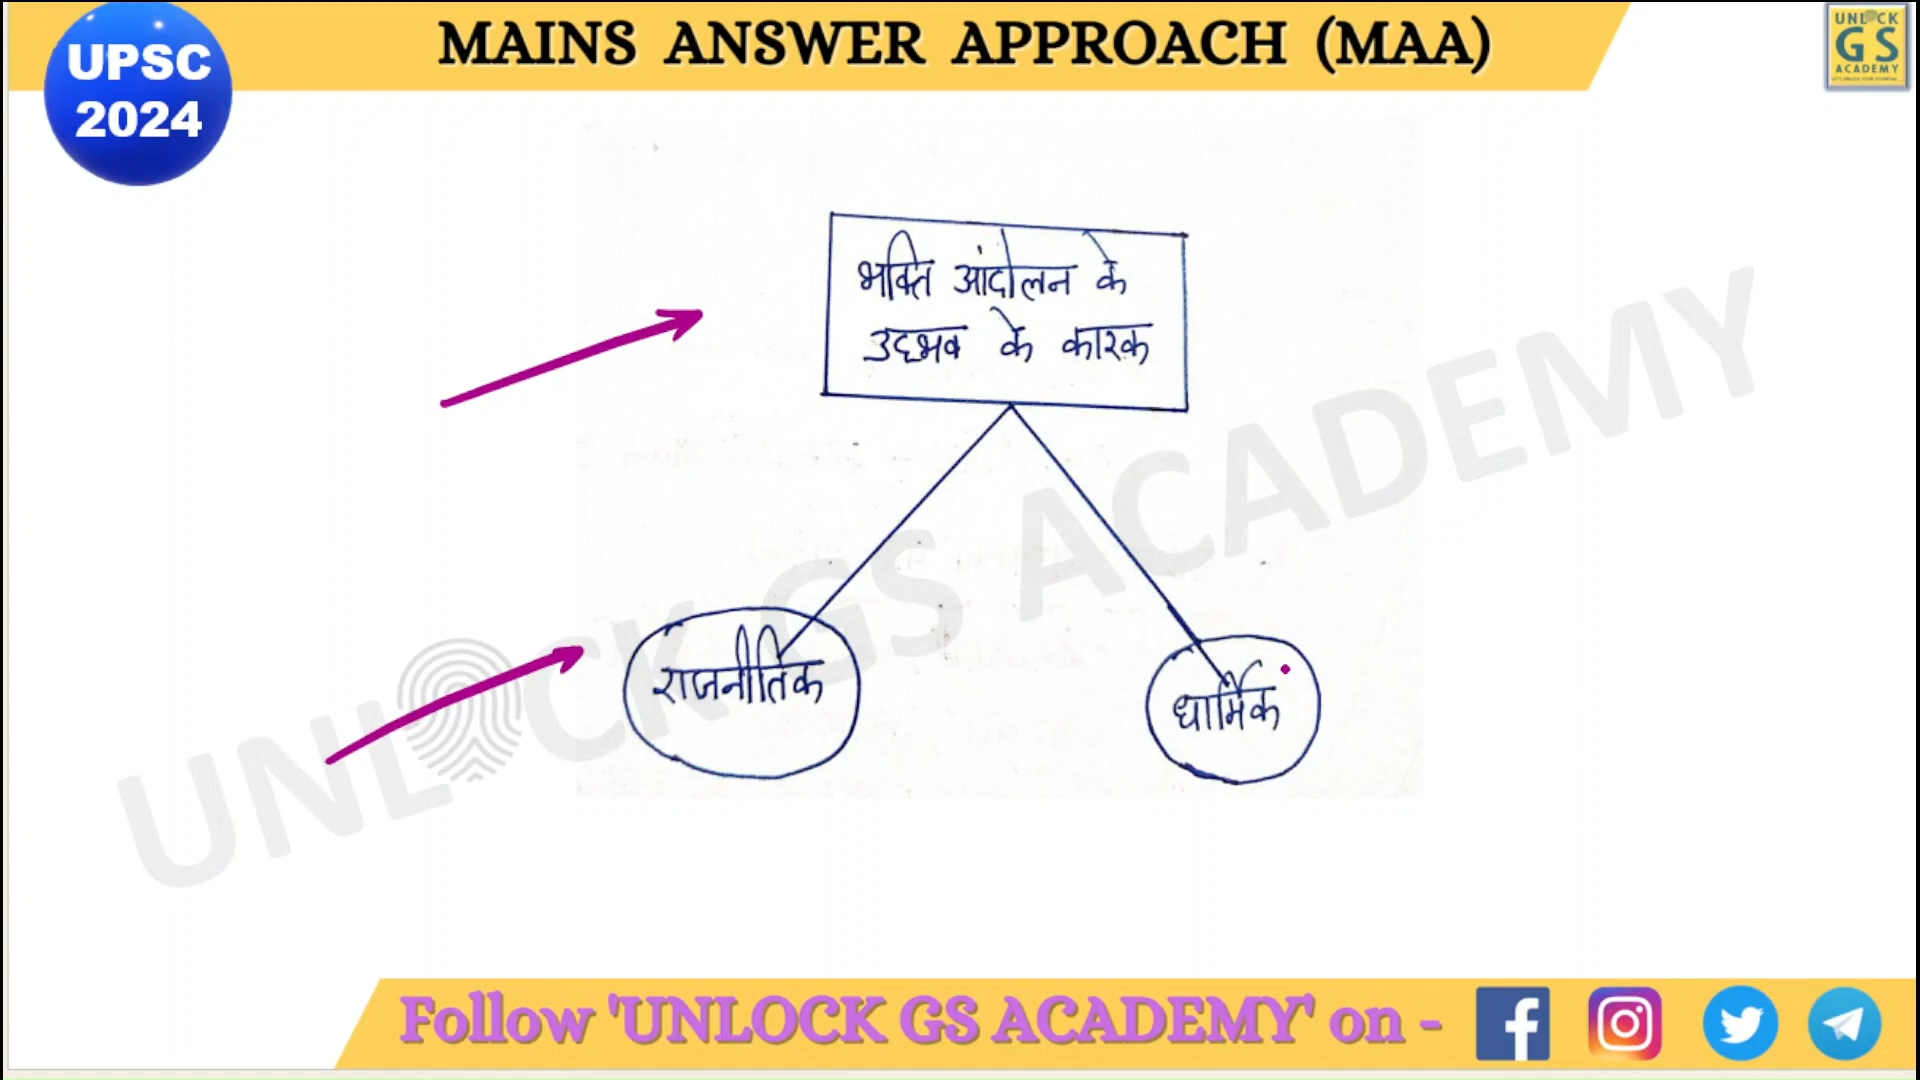 MAINS ANSWER APPROACH (MAA)
UPSC
2024
UNLOCK
GS
ACADEMY
भक्ति आंदोलन के
उद्दभव के कारक
राजनीतिक
धार्मिक
UNLOCK GS ACADEMY
Follow 'UNLOCK GS ACADEMY' on -